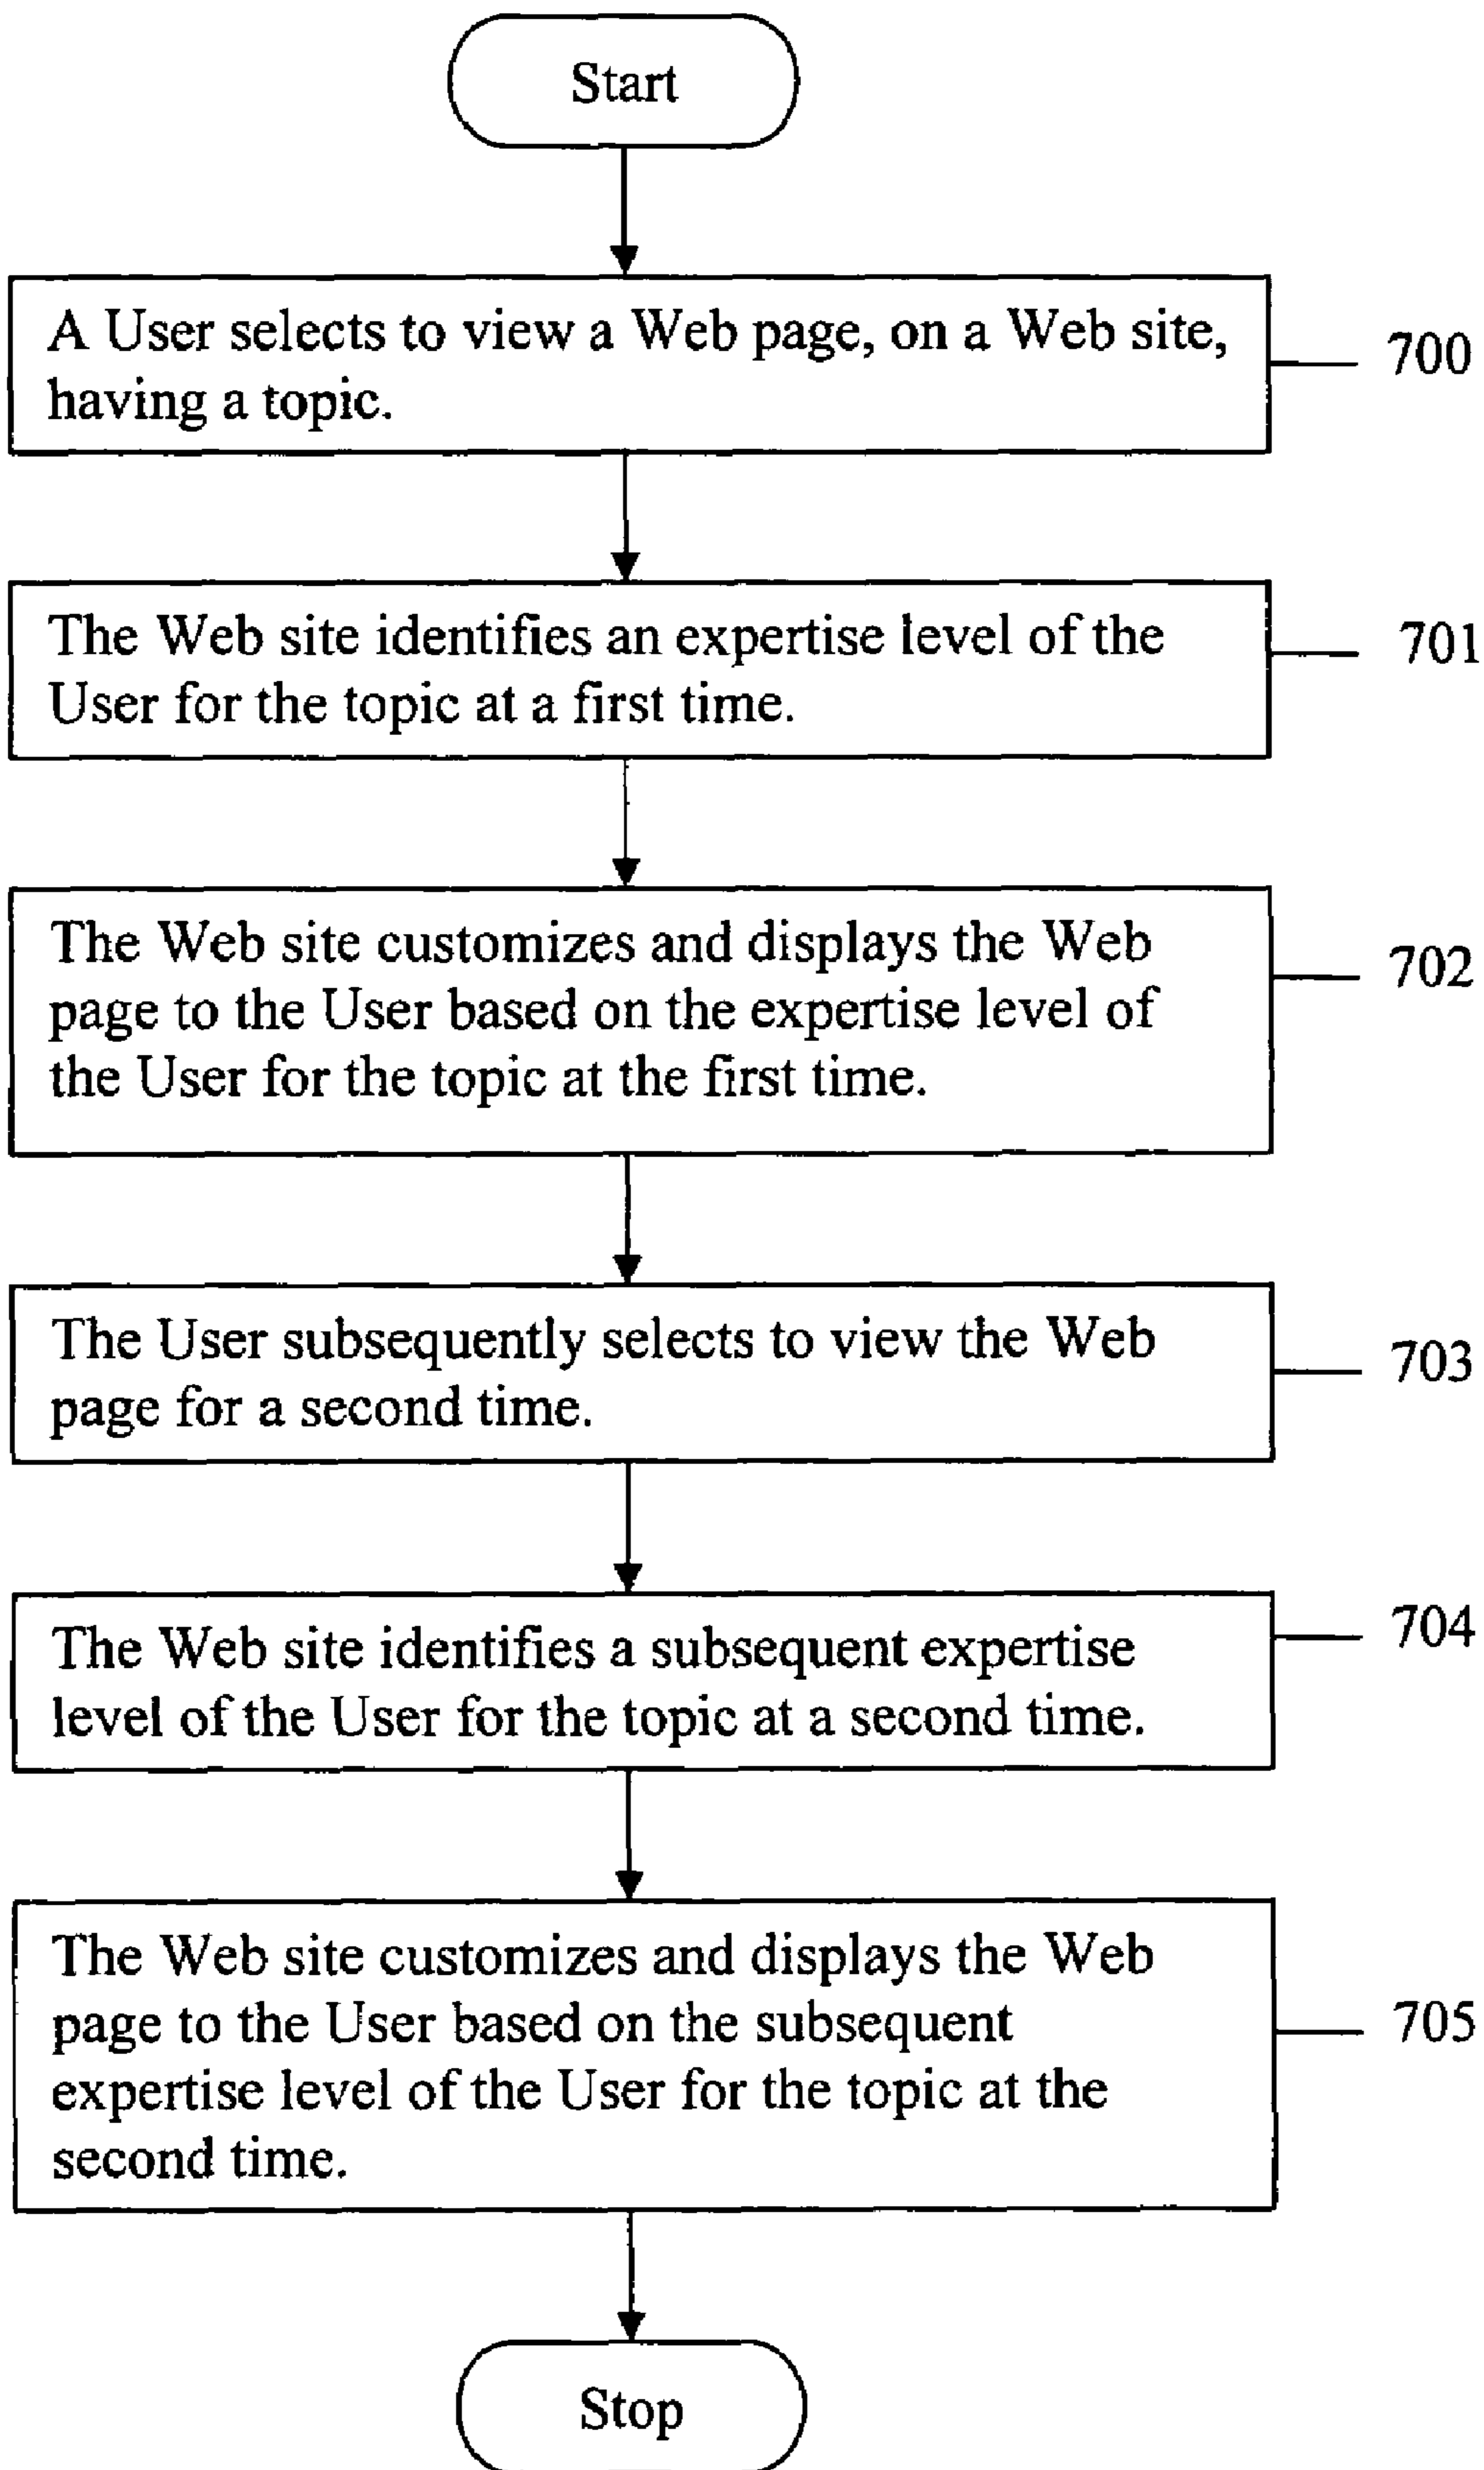 Start
A User selects to view a Web page, on a Web site,
having a topic.
700
The Web site identifies an expertise level of the
User for the topic at a first time.
701
The Web site customizes and displays the Web
page to the User based on the expertise level of
the User for the topic at the first time.
702
The User subsequently selects to view the Web
page for a second time.
703
The Web site identifies a subsequent expertise
level of the User for the topic at a second time.
704
The Web site customizes and displays the Web
page to the User based on the subsequent
expertise level of the User for the topic at the
second time.
705
Stop